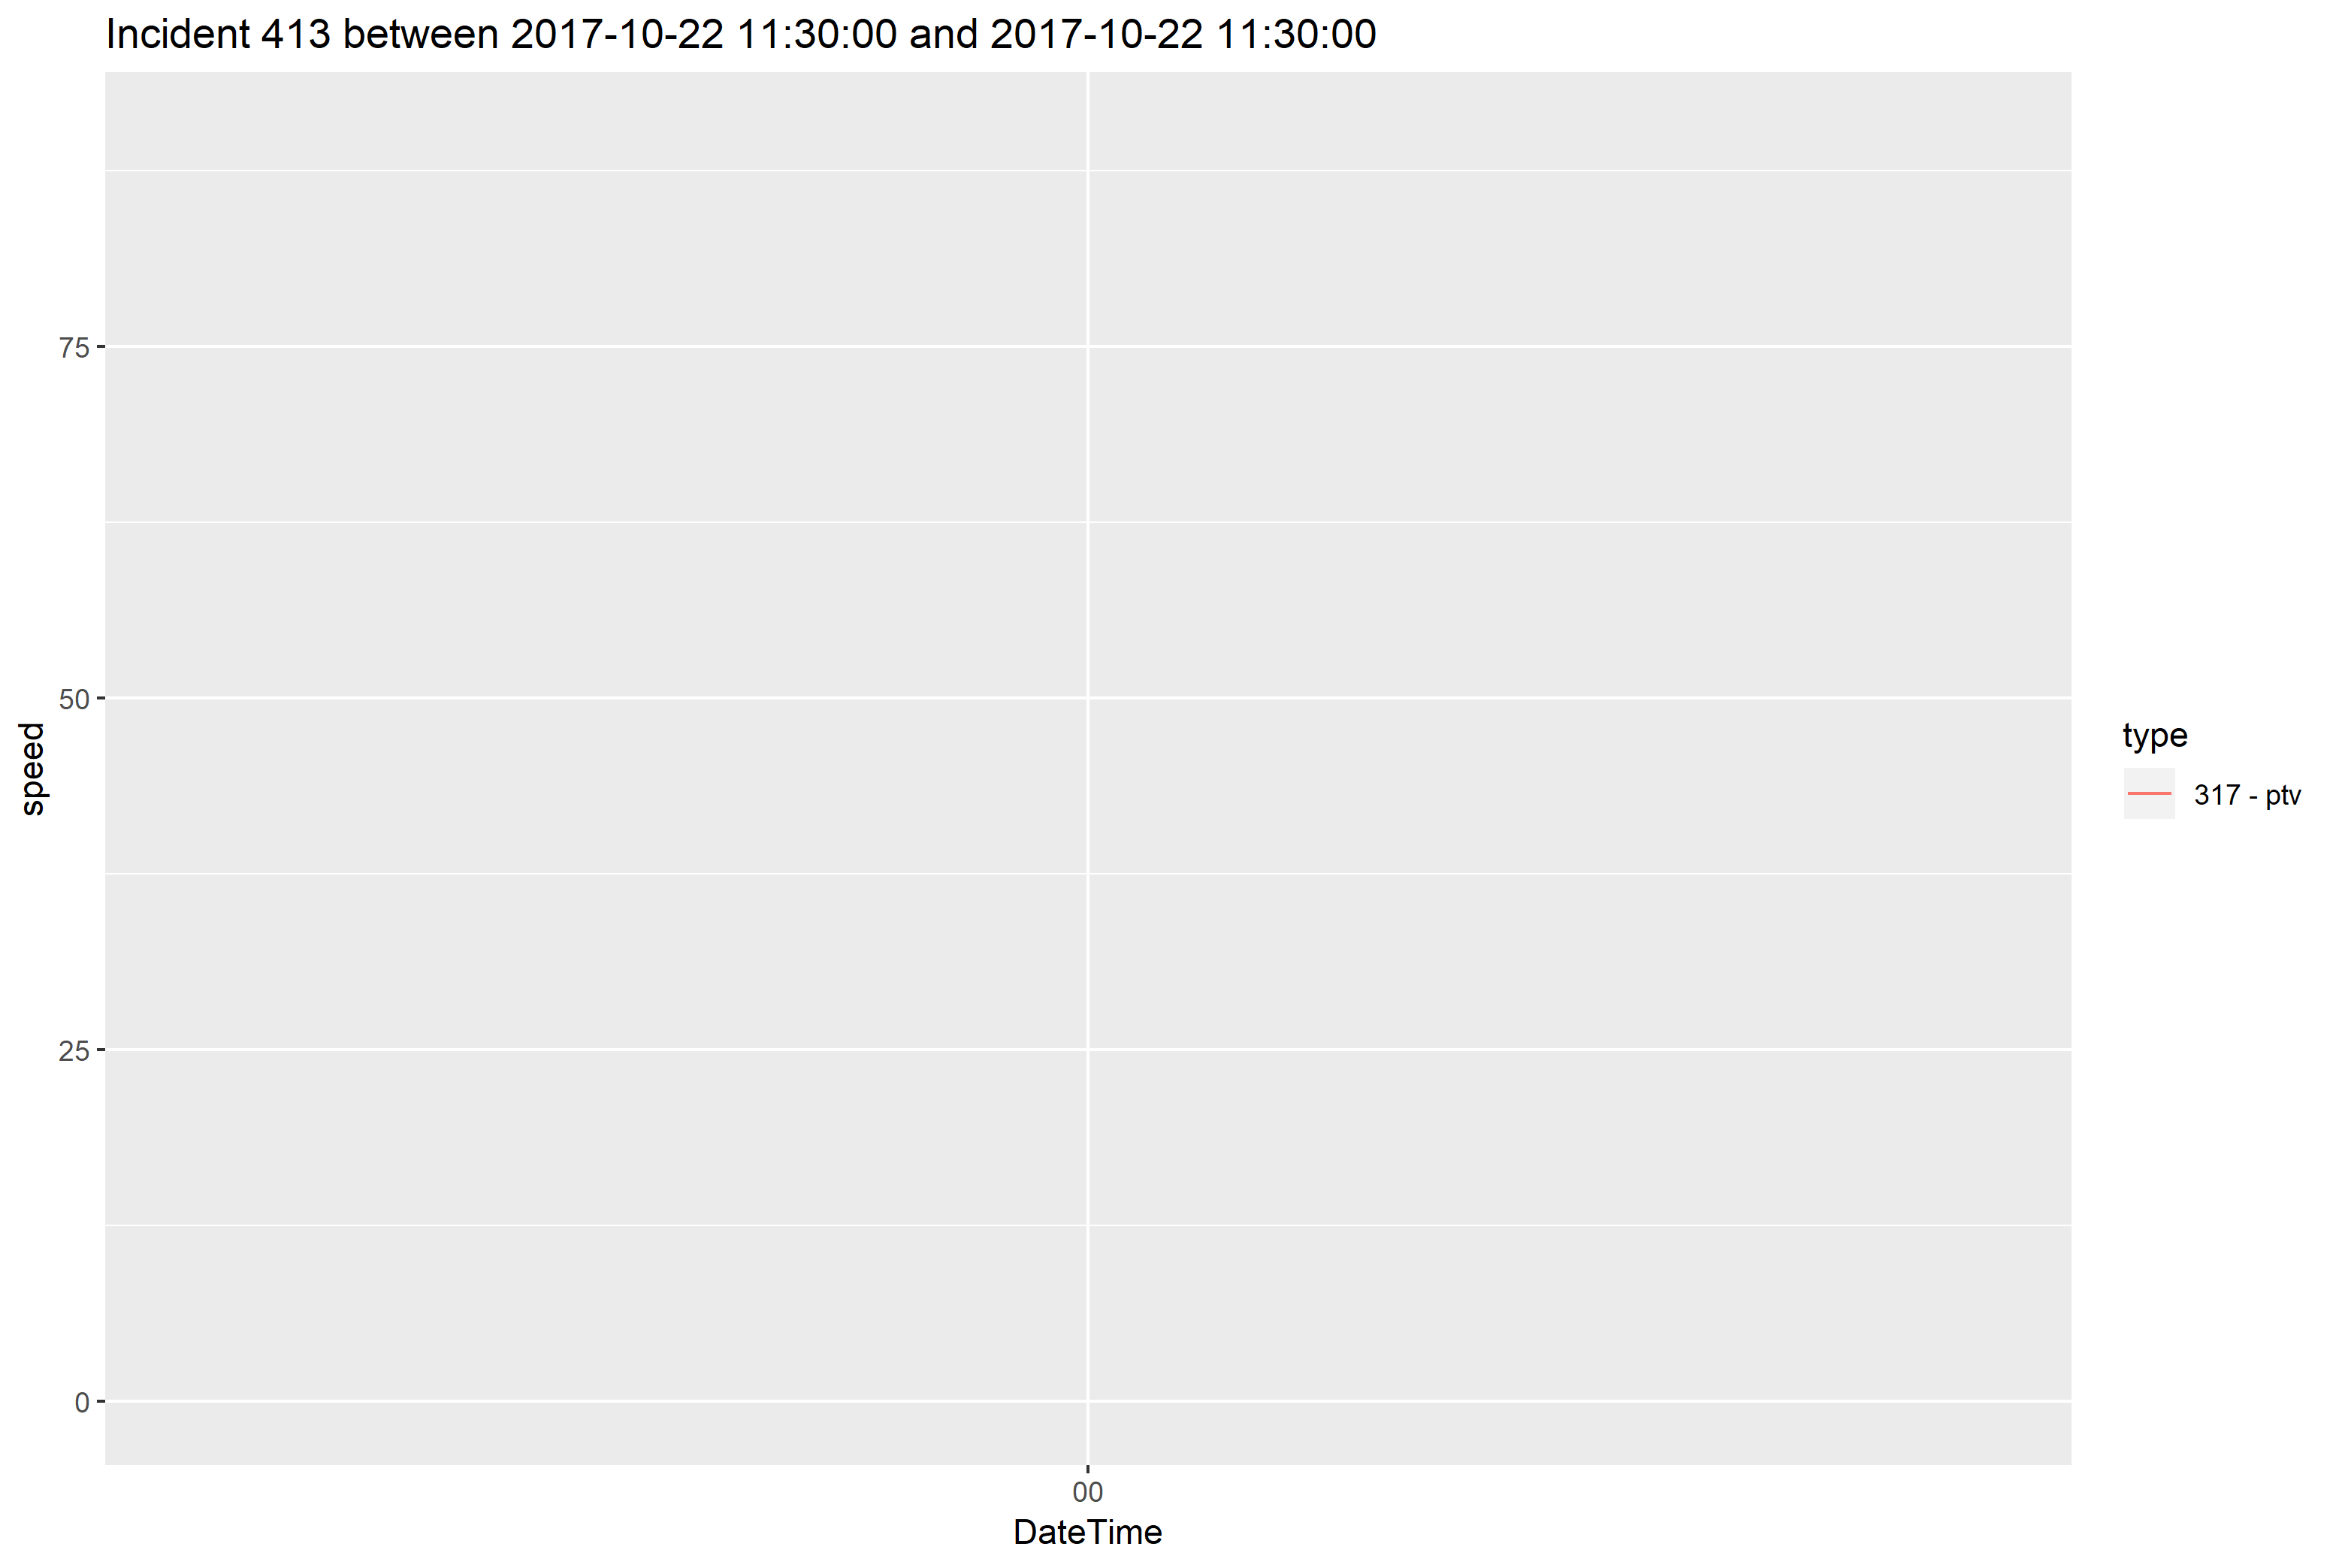 Incident 413 between 2017-10-22 11:30:00 and 2017-10-22 11:30:00
75
50
25
0
speed
00
DateTime
type
317 - ptv